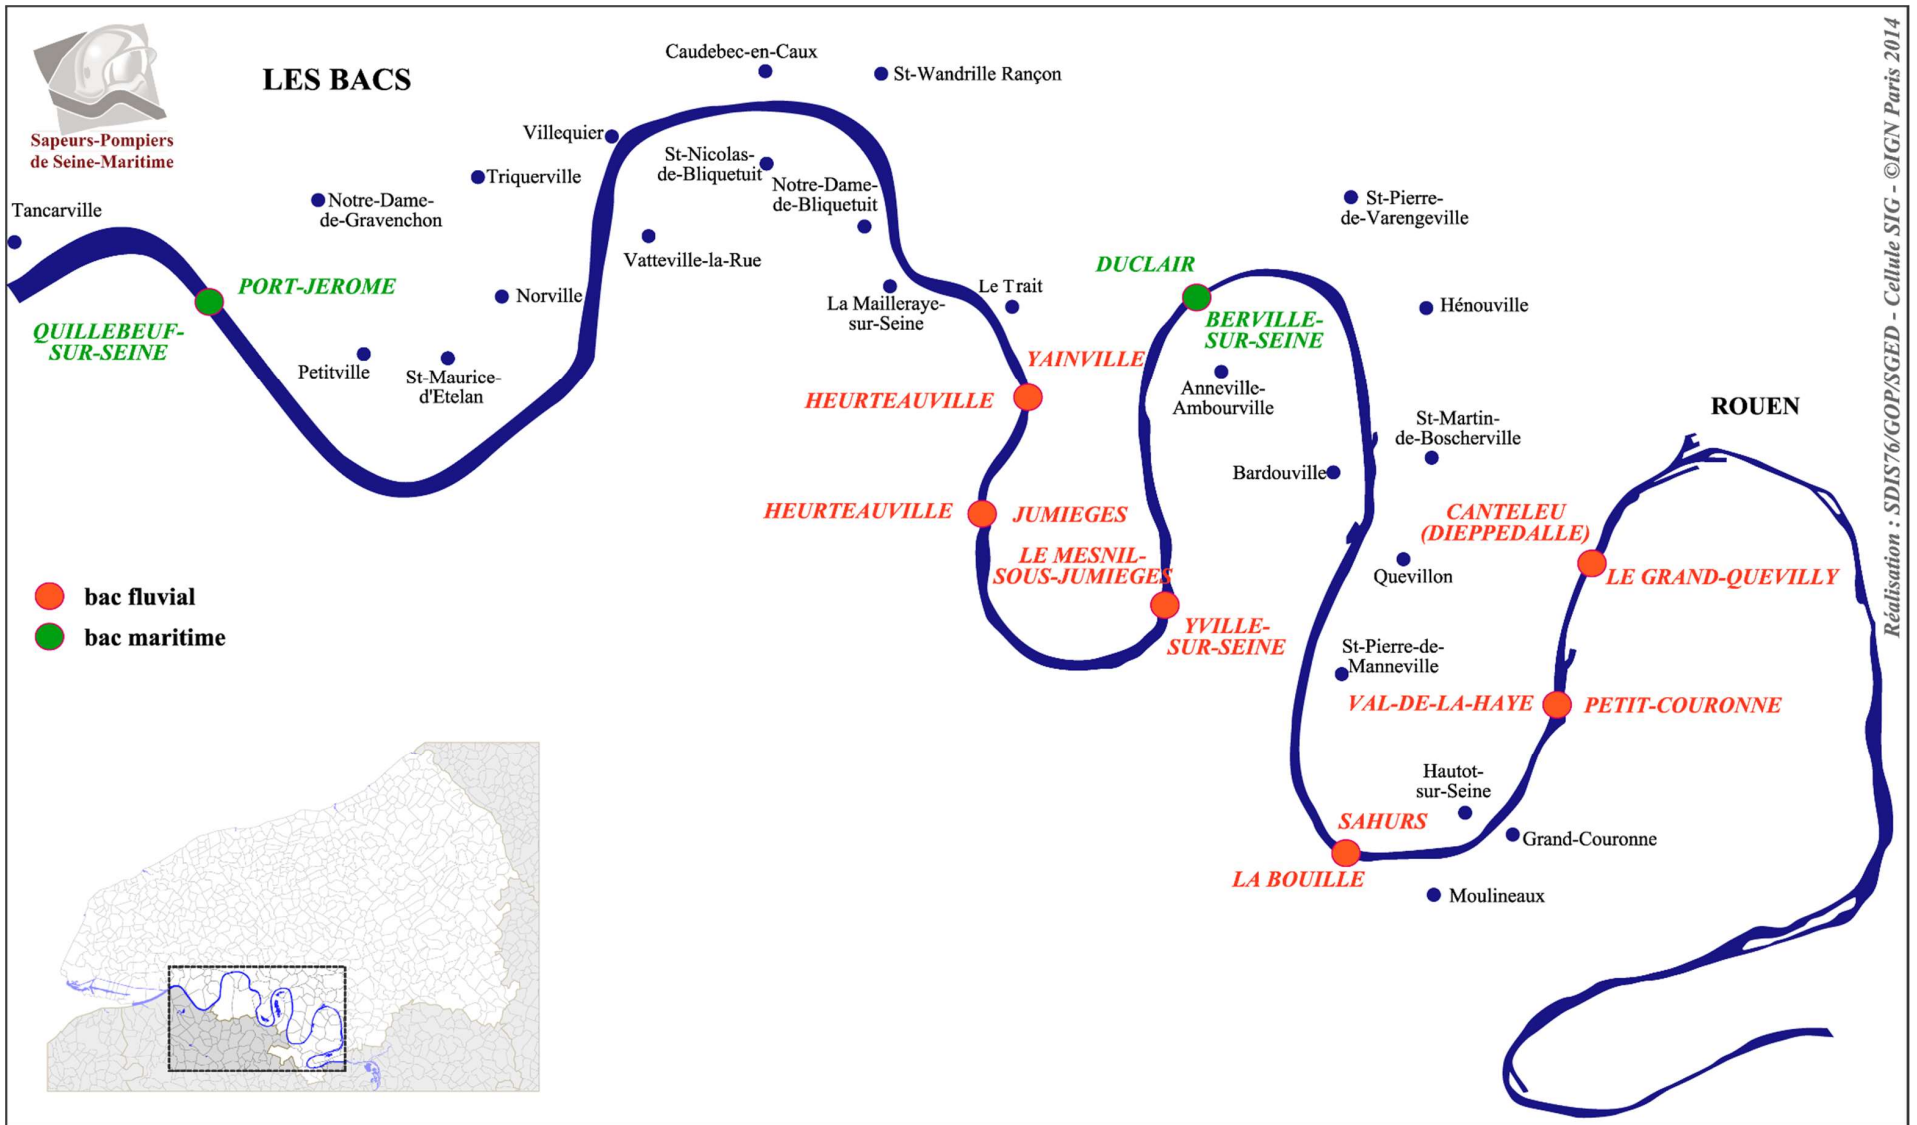 LES BACS
Sapeurs-Pompiers
de Seine-Maritime
Caudebec-en-Caux
St-Wandrille Rançon
Villequier
Triquerville
St-Nicolas-
de-Bliquetuit
Notre-Dame-
de-Bliquetuit
Notre-Dame-
de-Gravenchon
Tancarville
Vatteville-la-Rue
PORT-JEROME
QUILLEBEUF-
SUR-SEINE
Norville
Petitville
St-Maurice-
d'Etelan
La Mailleraye-
sur-Seine
Le Trait
YAINVILLE
HEURTEAUVILLE
DUCLAIR
BERVILLE-
SUR-SEINE
Anneville-
Ambourville
St-Pierre-
de-Varengeville
Hénouville
St-Martin-
de-Boscherville
Bardouville
ROUEN
HEURTEAUVILLE
JUMIEGES
LE MESNIL-
SOUS-JUMIEGES
YVILLE-
SUR-SEINE
CANTELEU
(DIEPPEDALLE)
LE GRAND-QUEVILLY
Quevillon
St-Pierre-de-
Manneville
VAL-DE-LA-HAYE
PETIT-COURONNE
Hautot-
sur-Seine
SAHURS
Grand-Couronne
LA BOUILLE
Moulineaux
bac fluvial
bac maritime
Réalisation : SDIS76/GOP/SGED - Cellule SIG - ©IGN Paris 2014